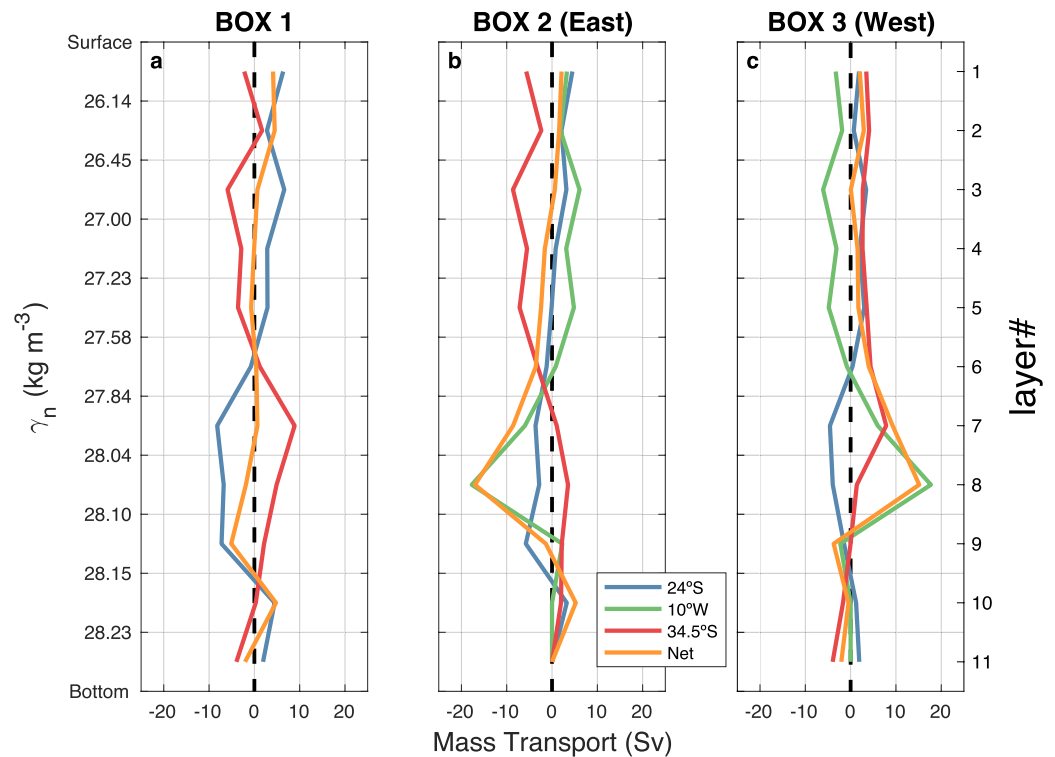 BOX 1
BOX 2 (East)
BOX 3 (West)
a
b
c
Surface
26.14
26.45
27.00
27.23
27.58
27.84
28.04
28.10
28.15
28.23
Bottom
γn (kg m-3)
1
2
3
4
5
6
7
8
9
10
11
layer#
24ºS
10ºW
34.5ºS
Net
-20 -10 0 10 20
-20 -10 0 10 20
-20 -10 0 10 20
Mass Transport (Sv)